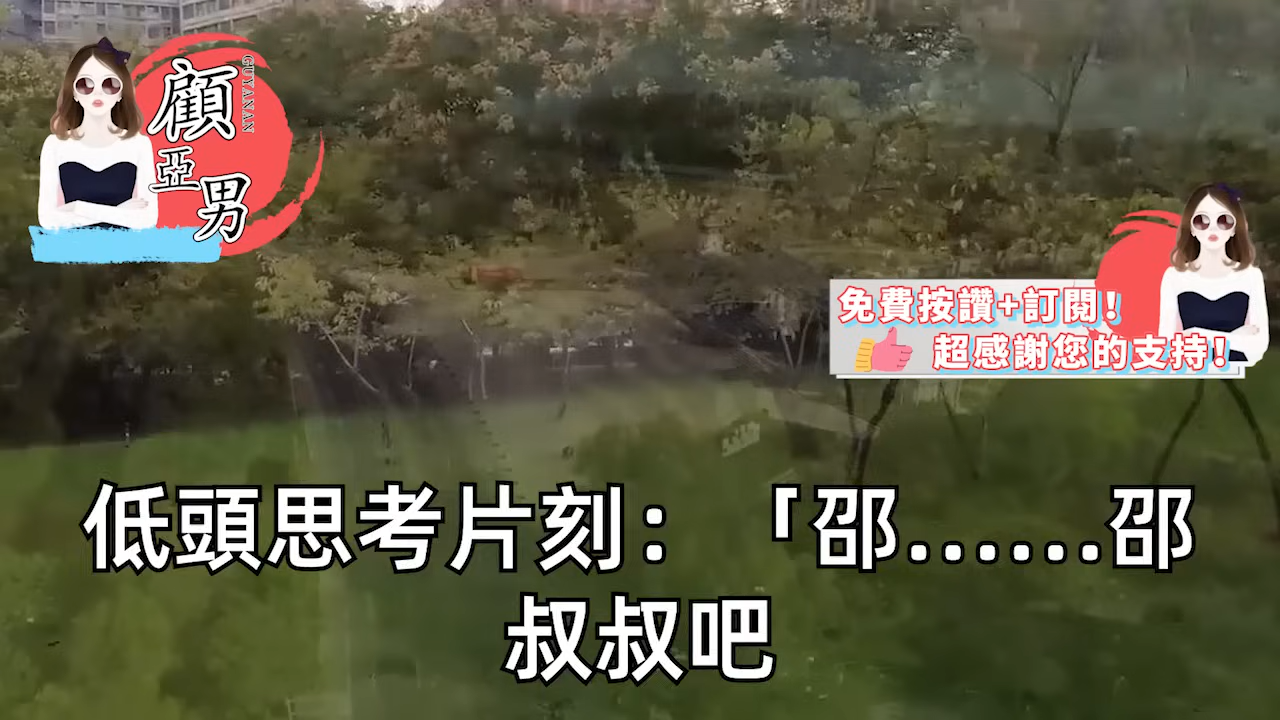 顧亞男
GUYANAN
免費按讚+訂閱!
超感謝您的支持!
低頭思考片刻：「邵......邵
叔叔吧